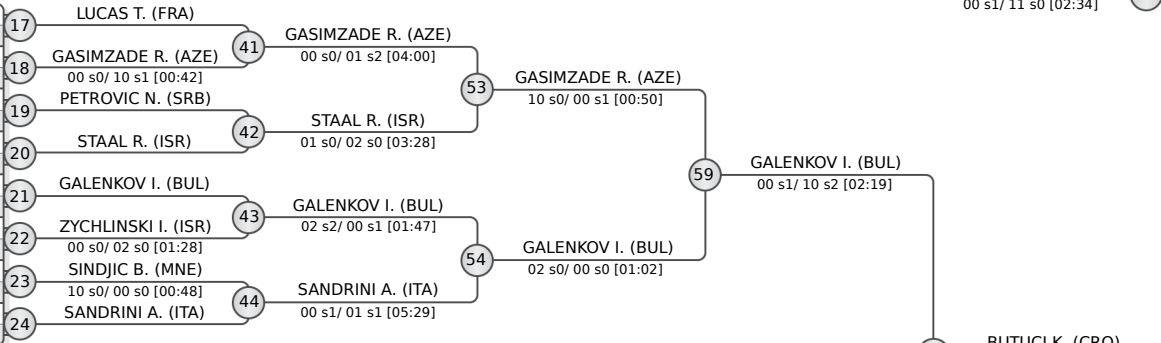 00 s1/ 11 s0 [02:34]
17
LUCAS T. (FRA)
41
GASIMZADE R. (AZE)
00 s0/ 01 s2 [04:00]
18
GASIMZADE R. (AZE)
00 s0/ 10 s1 [00:42]
53
GASIMZADE R. (AZE)
10 s0/ 00 s1 [00:50]
19
PETROVIC N. (SRB)
42
STAAL R. (ISR)
01 s0/ 02 s0 [03:28]
20
STAAL R. (ISR)
59
GALENKOV I. (BUL)
00 s1/ 10 s2 [02:19]
21
GALENKOV I. (BUL)
43
GALENKOV I. (BUL)
02 s2/ 00 s1 [01:47]
22
ZYCHLINSKI I. (ISR)
00 s0/ 02 s0 [01:28]
54
GALENKOV I. (BUL)
02 s0/ 00 s0 [01:02]
23
SINDJIC B. (MNE)
10 s0/ 00 s0 [00:48]
44
SANDRINI A. (ITA)
00 s1/ 01 s1 [05:29]
24
SANDRINI A. (ITA)